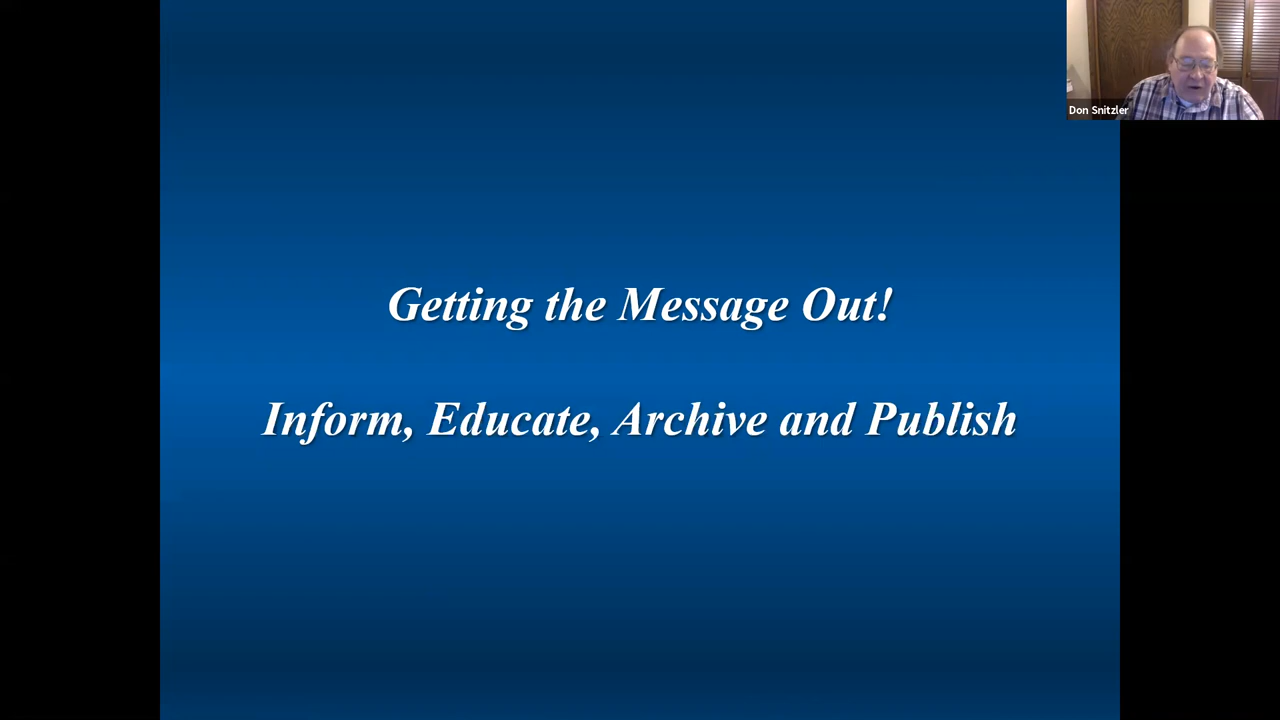 Don Snitzler
Getting the Message Out!
Inform, Educate, Archive and Publish